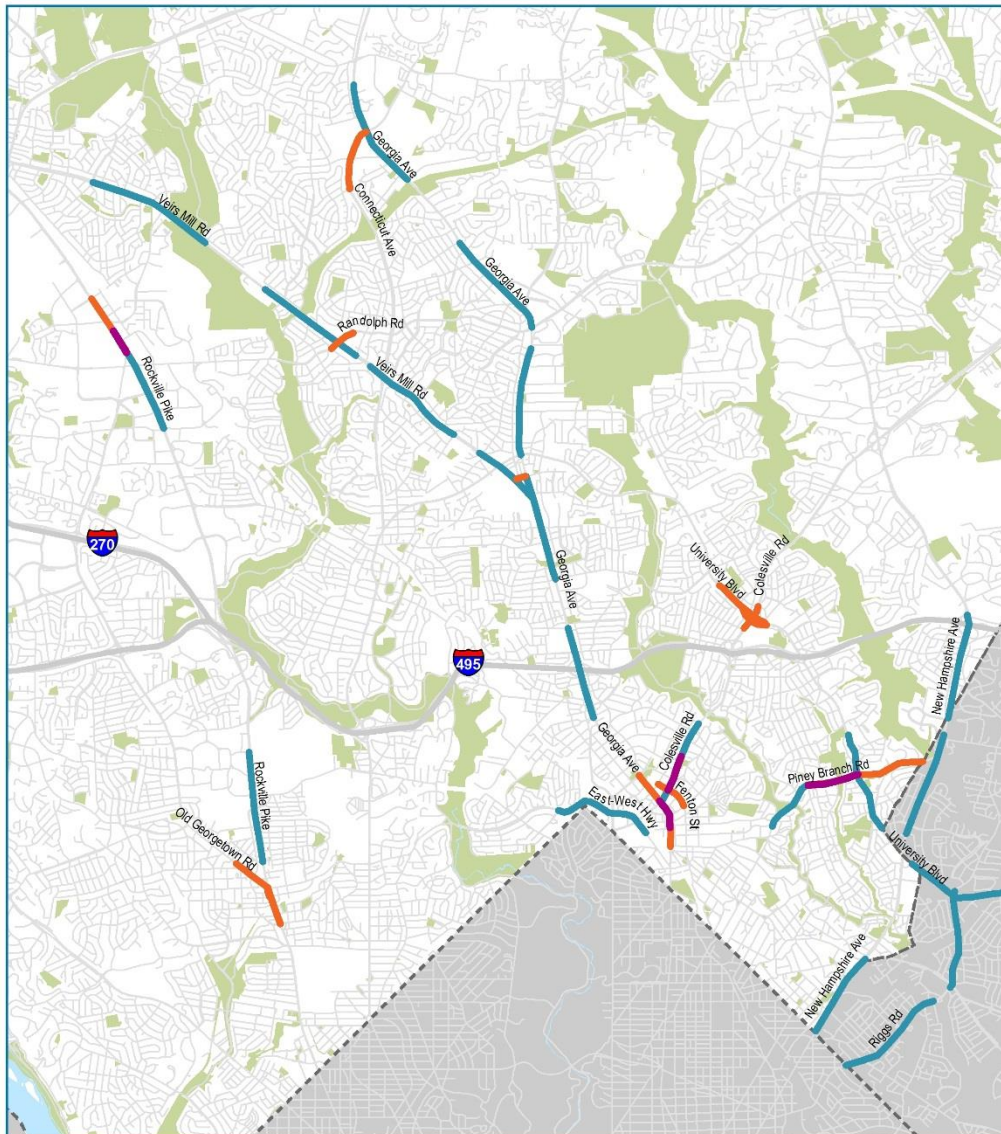 Georgia Ave
Connecticut Ave
Veirs Mill Rd
Georgia Ave
Randolph Rd
Rockville Pike
Veirs Mill Rd
270
Georgia Ave
University Blvd
Colesville Rd
495
New Hampshire Ave
Georgia Ave
Colesville Rd
Piney Branch Rd
Rockville Pike
East-West Hwy
Fenton St
Old Georgetown Rd
University Blvd
New Hampshire Ave
Riggs Rd